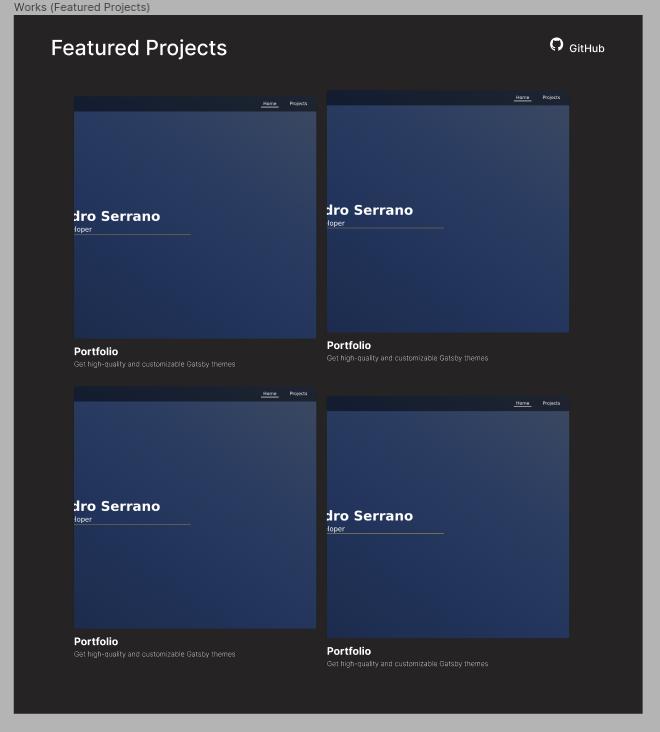 Works (Featured Projects)
Featured Projects
GitHub
Home Projects
dro Serrano
loper
Portfolio
Get high-quality and customizable Gatsby themes
Home Projects
dro Serrano
loper
Portfolio
Get high-quality and customizable Gatsby themes
Home Projects
dro Serrano
loper
Portfolio
Get high-quality and customizable Gatsby themes
Home Projects
dro Serrano
loper
Portfolio
Get high-quality and customizable Gatsby themes